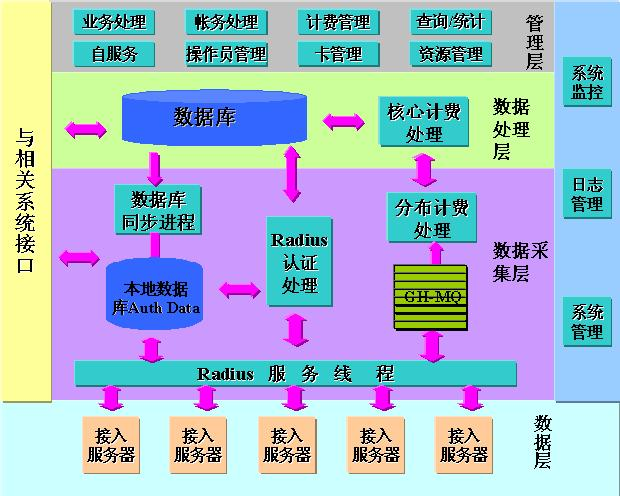 业务处理
帐务处理
计费管理
查询/统计
自服务
操作员管理
卡管理
资源管理
管理层
与相关系统接口
数据库
核心计费
处理
数据
处理
层
数据库
同步进程
Radius
认证
处理
分布计费
处理
数据采
集层
本地数据
库Auth Data
GH-MQ
Radius 服 务 线 程
接入
服务器
接入
服务器
接入
服务器
接入
服务器
接入
服务器
数据
层
系统
监控
日志
管理
系统
管理